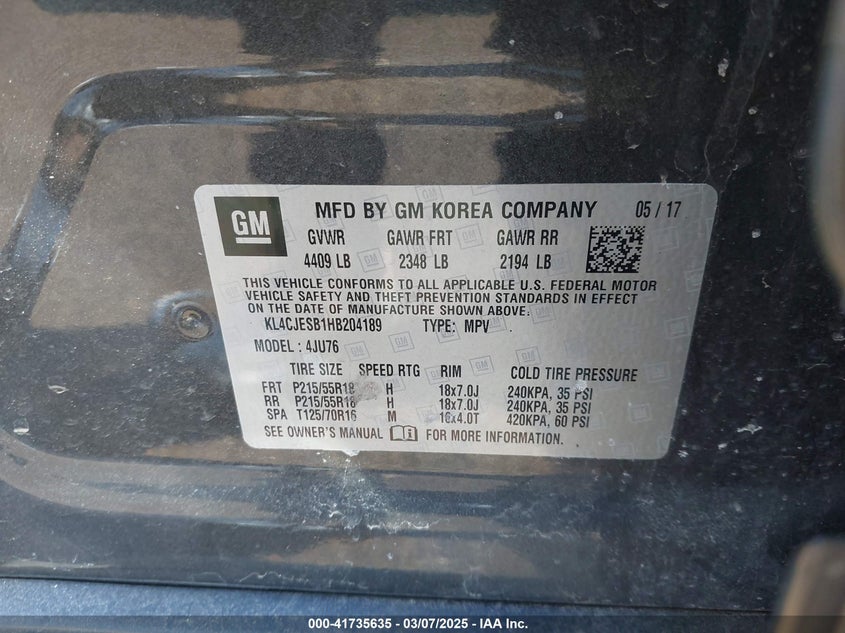 GM
MFD BY GM KOREA COMPANY 05 / 17
GVWR GAWR FRT GAWR RR
4409 LB 2348 LB 2194 LB
THIS VEHICLE CONFORMS TO ALL APPLICABLE U.S. FEDERAL MOTOR
VEHICLE SAFETY AND THEFT PREVENTION STANDARDS IN EFFECT
ON THE DATE OF MANUFACTURE SHOWN ABOVE.
KL4CJESB1HB204189 TYPE: MPV
MODEL : 4JU76
TIRE SIZE SPEED RTG RIM COLD TIRE PRESSURE
FRT P215/55R18 H 18x7.0J 240KPA, 35 PSI
RR P215/55R18 H 18x7.0J 240KPA, 35 PSI
SPA T125/70R16 M 16x4.0T 420KPA, 60 PSI
SEE OWNER'S MANUAL FOR MORE INFORMATION.
000-41735635 - 03/07/2025 - IAA Inc.